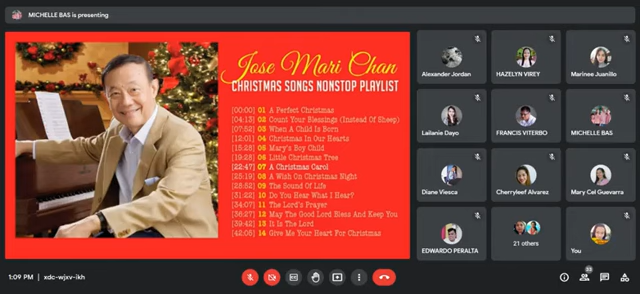 MICHELLE BAS is presenting
Jose Mari Chan
CHRISTMAS SONGS NONSTOP PLAYLIST
[00:00] 01 A Perfect Christmas
[04:13] 02 Count Your Blessings (Instead Of Sheep)
[07:52] 03 When A Child Is Born
[12:01] 04 Christmas In Our Hearts
[15:28] 05 Mary's Boy Child
[19:28] 06 Little Christmas Tree
[22:47] 07 A Christmas Carol
[25:19] 08 A Wish On Christmas Night
[28:52] 09 The Sound Of Life
[31:22] 10 Do You Hear What I Hear?
[34:07] 11 The Lord's Prayer
[36:27] 12 May The Good Lord Bless And Keep You
[39:42] 13 It Is The Lord
[42:05] 14 Give Me Your Heart For Christmas
Alexander Jordan
HAZELYN VIREY
Marinee Juanillo
Lailanie Dayo
FRANCIS VITERBO
MICHELLE BAS
Diane Viesca
Cherryleef Alvarez
Mary Cel Guevarra
EDWARDO PERALTA
21 others
You
1:09 PM | xdc-wjxv-ikh
33